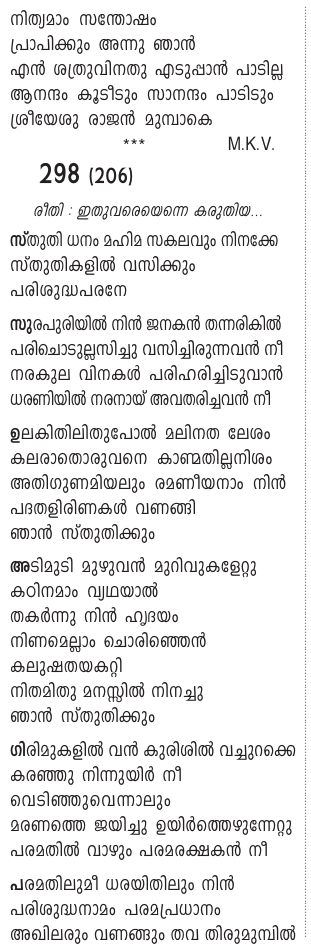 നിത്യമാം സന്തോഷം
പ്രാപിക്കും അന്നു ഞാൻ
എൻ ശത്രുവിനതു എടുപ്പാൻ പാടില്ല
ആനന്ദം കൂടീടും സാനന്ദം പാടിടും
ശ്രീയേശു രാജൻ മുമ്പാകെ
*** M.K.V.
298 (206)
രീതി : ഇതുവരെയെന്നെ കരുതിയ...
സ്തുതി ധനം മഹിമ സകലവും നിനക്കേ
സ്തുതികളിൽ വസിക്കും
പരിശുദ്ധപരനേ
സുരപുരിയിൽ നിൻ ജനകൻ തന്നരികിൽ
പരിചൊടുല്ലസിച്ചു വസിച്ചിരുന്നവൻ നീ
നരകുല വിനകൾ പരിഹരിച്ചിടുവാൻ
ധരണിയിൽ നരനായ് അവതരിച്ചവൻ നീ
ഉലകിതിലിതുപോൽ മലിനത ലേശം
കലരാതൊരുവനെ കാണ്മതില്ലനിശം
അതിഗുണമിയലും രമണീയനാം നിൻ
പദതളിരിണകൾ വണങ്ങി
ഞാൻ സ്തുതിക്കും
അടിമുടി മുഴുവൻ മുറിവുകളേറ്റു
കഠിനമാം വ്യഥയാൽ
തകർന്നു നിൻ ഹൃദയം
നിണമെല്ലാം ചൊരിഞ്ഞെൻ
കലുഷതയകറ്റി
നിതമിതു മനസ്സിൽ നിനച്ചു
ഞാൻ സ്തുതിക്കും
ഗിരിമുകളിൽ വൻ കുരിശിൽ വച്ചുറക്കെ
കരഞ്ഞു നിന്നുയിർ നീ
വെടിഞ്ഞുവെന്നാലും
മരണത്തെ ജയിച്ചു ഉയിർത്തെഴുന്നേറ്റു
പരമതിൽ വാഴും പരമരക്ഷകൻ നീ
പരമതിലുമീ ധരയിതിലും നിൻ
പരിശുദ്ധനാമം പരമപ്രധാനം
അഖിലരും വണങ്ങും തവ തിരുമുമ്പിൽ